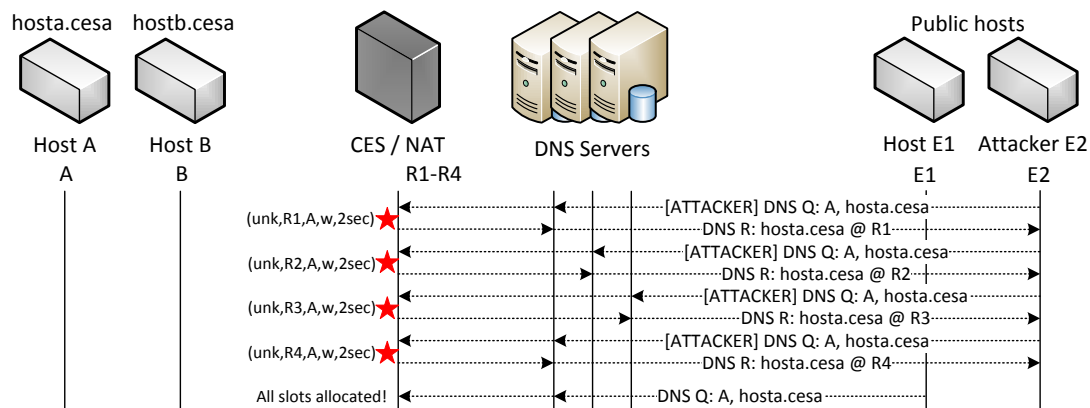 hosta.cesa hostb.cesa Public hosts
Host A Host B CES / NAT DNS Servers Host E1 Attacker E2
A B R1-R4 E1 E2
[ATTACKER] DNS Q: A, hosta.cesa
(unk,R1,A,w,2sec)
DNS R: hosta.cesa @ R1
[ATTACKER] DNS Q: A, hosta.cesa
(unk,R2,A,w,2sec)
DNS R: hosta.cesa @ R2
[ATTACKER] DNS Q: A, hosta.cesa
(unk,R3,A,w,2sec)
DNS R: hosta.cesa @ R3
[ATTACKER] DNS Q: A, hosta.cesa
(unk,R4,A,w,2sec)
DNS R: hosta.cesa @ R4
All slots allocated! DNS Q: A, hosta.cesa